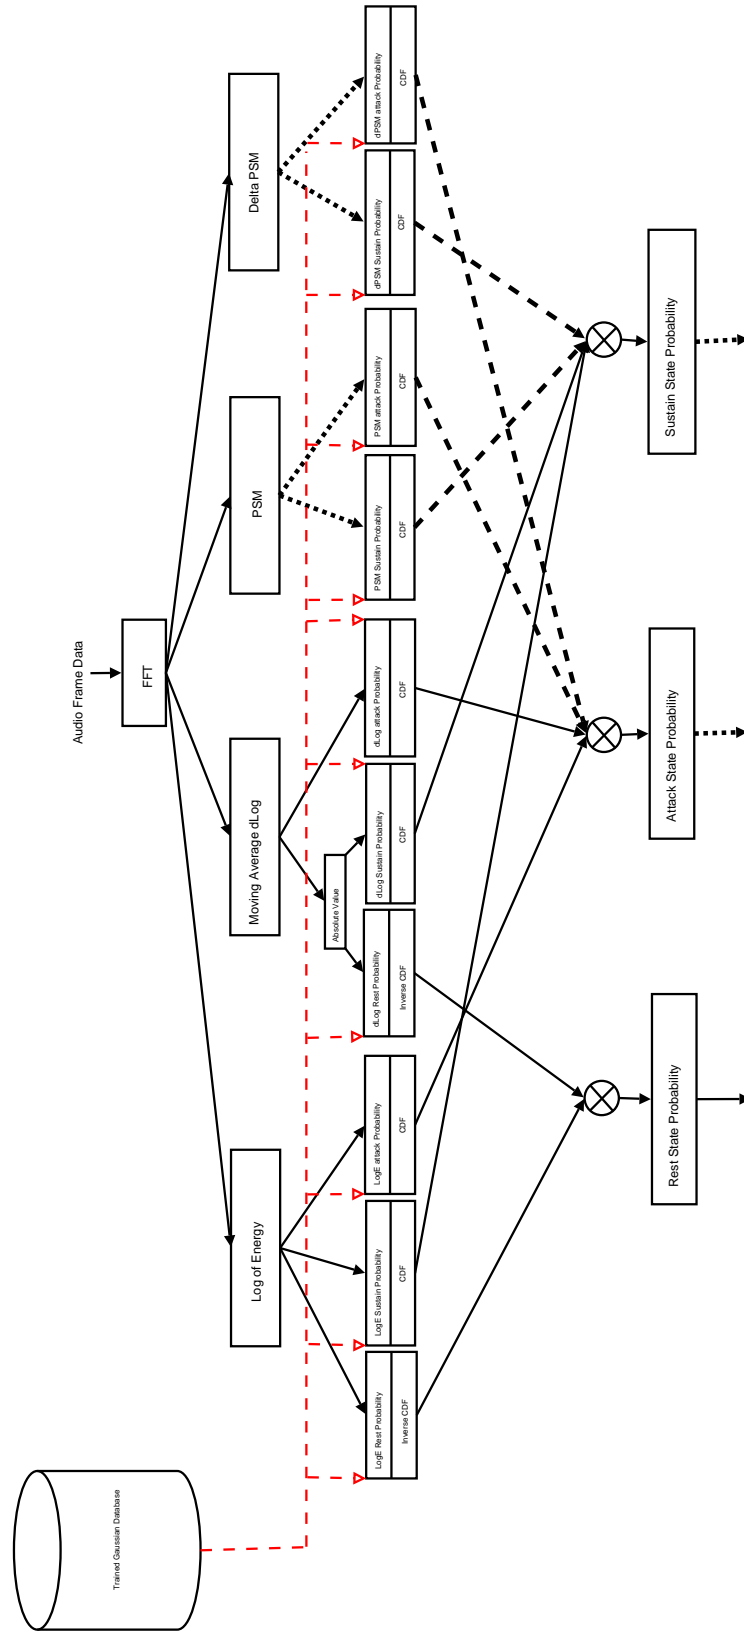 Trained Gaussian Database
Audio Frame Data
FFT
Log of Energy
Moving Average dLog
PSM
Delta PSM
Absolute Value
LogE Rest Probability
Inverse CDF
LogE Sustain Probability
CDF
LogE attack Probability
CDF
dLog Rest Probability
Inverse CDF
dLog Sustain Probability
CDF
dLog attack Probability
CDF
PSM Sustain Probability
CDF
PSM attack Probability
CDF
dPSM Sustain Probability
CDF
dPSM attack Probability
CDF
Rest State Probability
Attack State Probability
Sustain State Probability